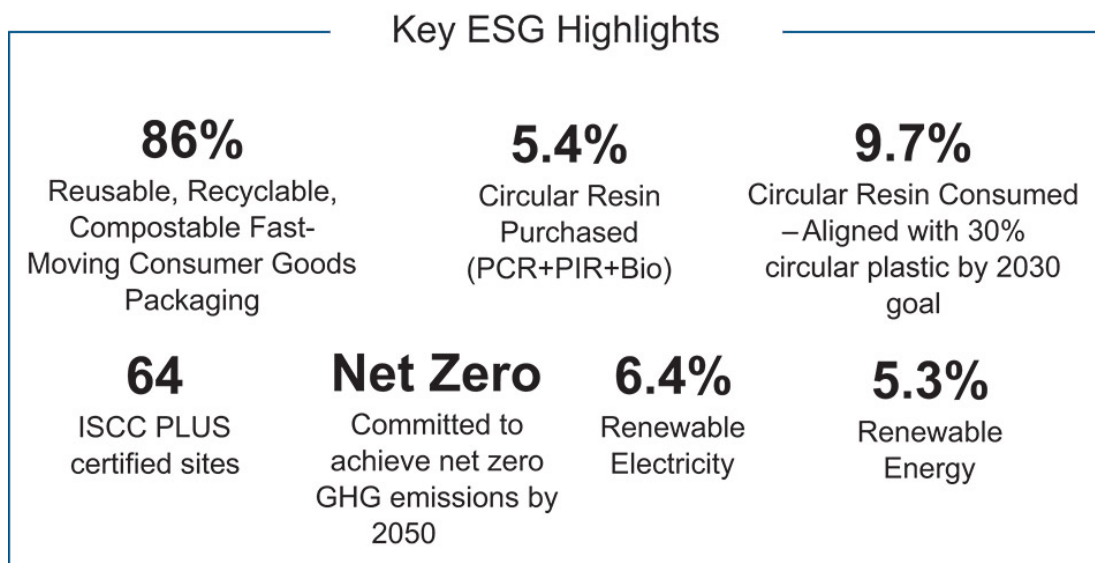 Key ESG Highlights
86%
Reusable, Recyclable,
Compostable Fast-
Moving Consumer Goods
Packaging
5.4%
Circular Resin
Purchased
(PCR+PIR+Bio)
9.7%
Circular Resin Consumed
–Aligned with 30%
circular plastic by 2030
goal
64
ISCC PLUS
certified sites
Net Zero
Committed to
achieve net zero
GHG emissions by
2050
6.4%
Renewable
Electricity
5.3%
Renewable
Energy